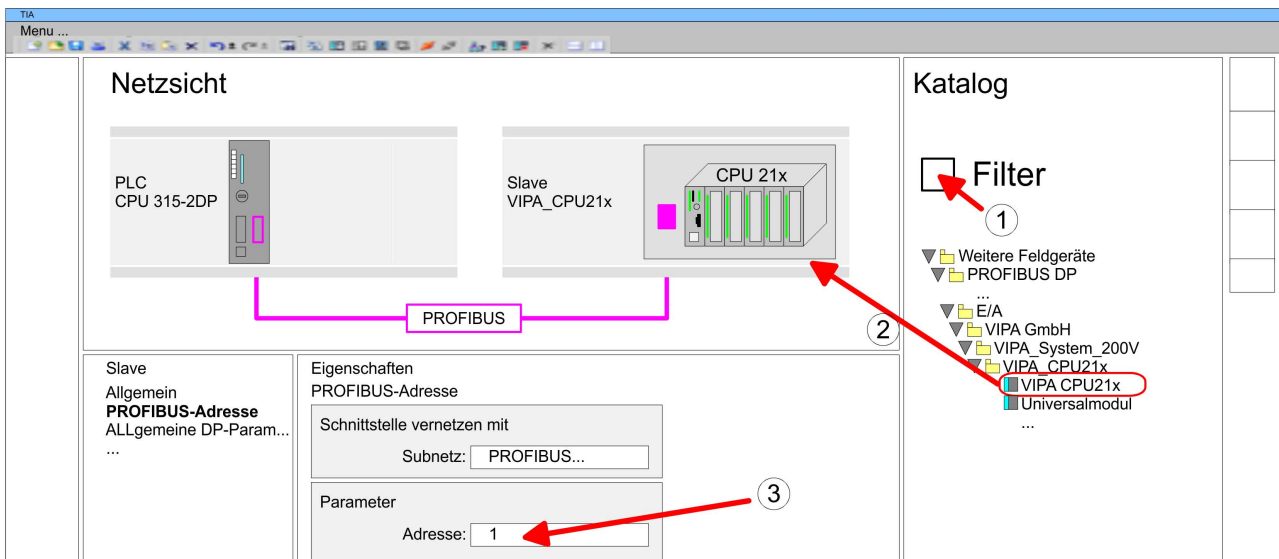 TIA
Menu ...
Netzsicht
PLC
CPU 315-2DP
Slave
VIPA_CPU21x
CPU 21x
PROFIBUS
2
Katalog
Filter
1
Weitere Feldgeräte
PROFIBUS DP
...
E/A
VIPA GmbH
VIPA_System_200V
VIPA_CPU21x
VIPA CPU21x
Universalmodul
...
Slave
Allgemein
PROFIBUS-Adresse
ALLgemeine DP-Param...
...
Eigenschaften
PROFIBUS-Adresse
Schnittstelle vernetzen mit
Subnetz: PROFIBUS...
Parameter
Adresse: 1
3